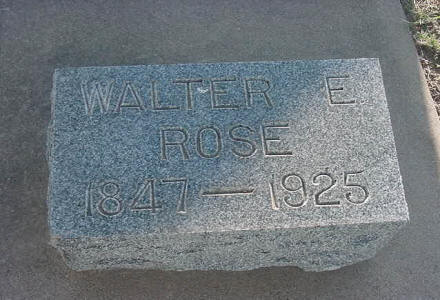 WALTER E.
ROSE
1847 — 1925